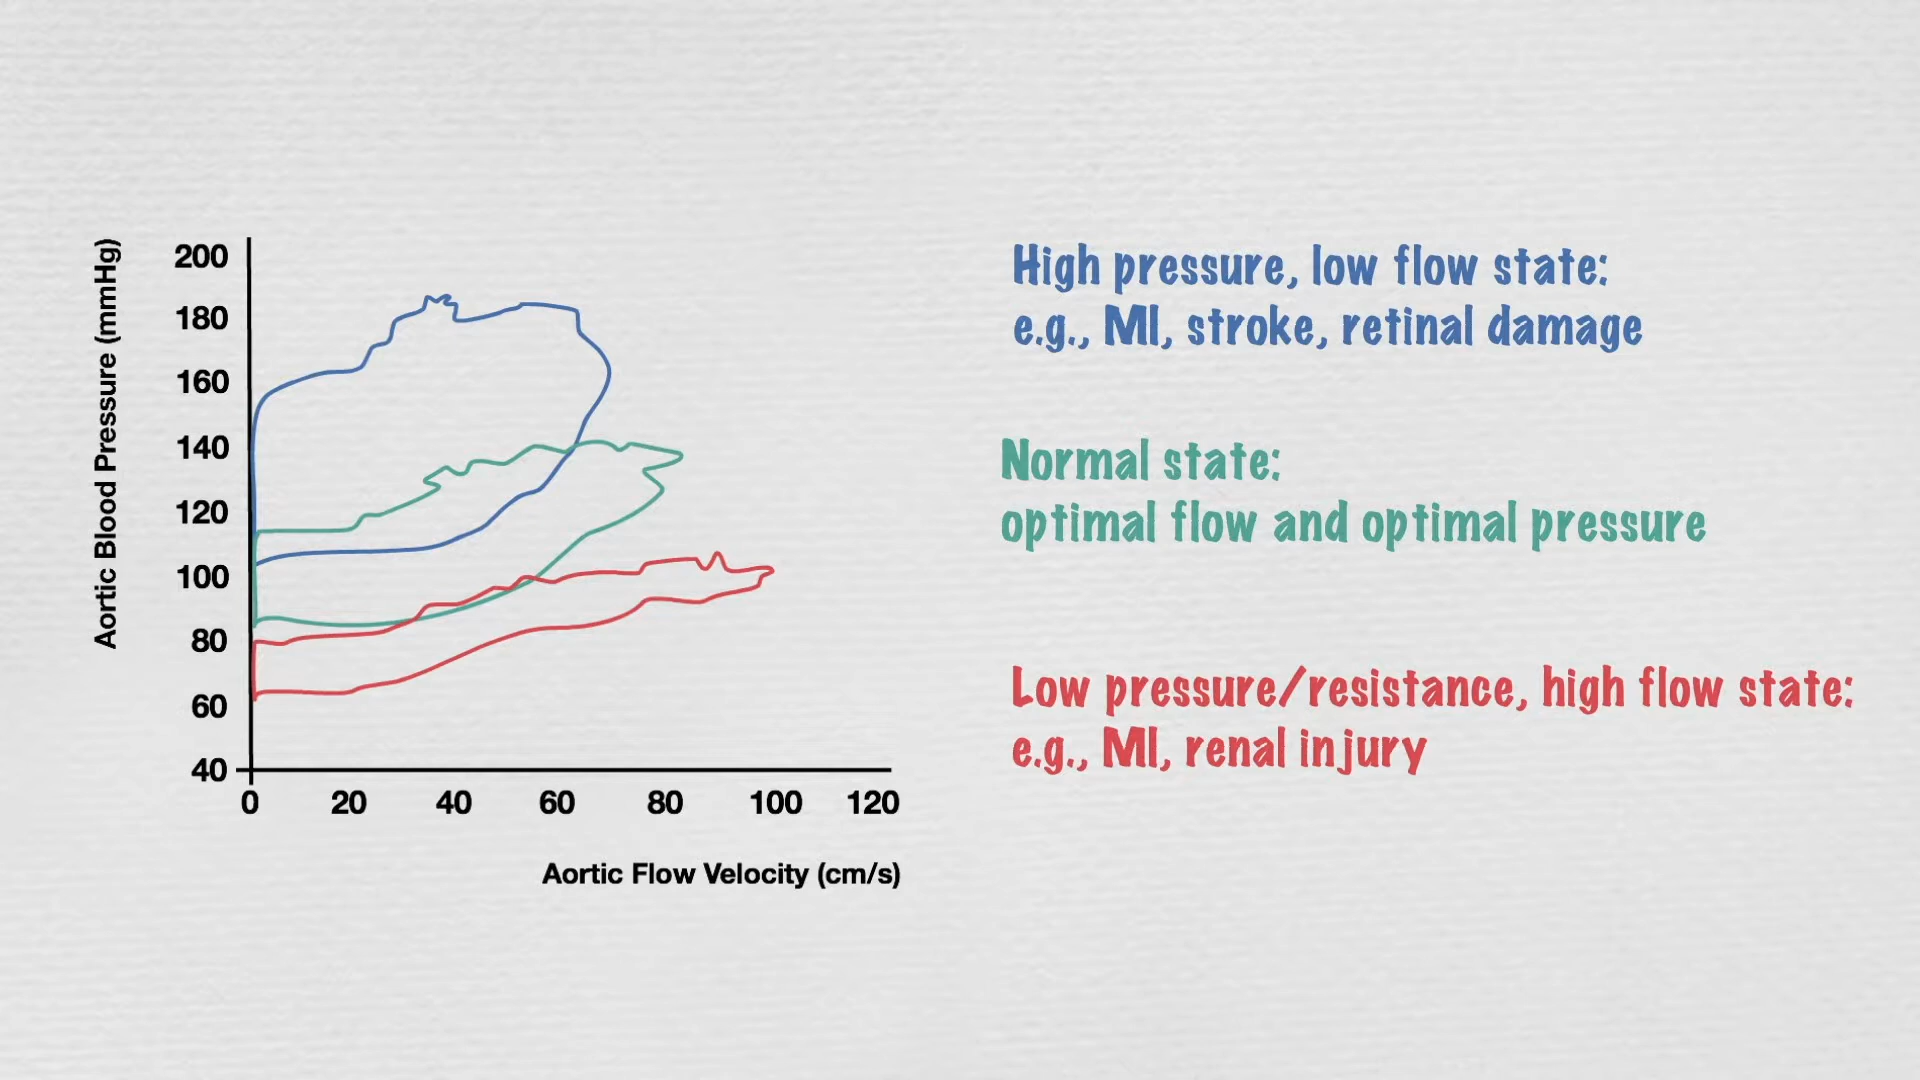 Aortic Blood Pressure (mmHg)
200
180
160
140
120
100
80
60
40
0 20 40 60 80 100 120
Aortic Flow Velocity (cm/s)
High pressure, low flow state:
e.g., MI, stroke, retinal damage
Normal state:
optimal flow and optimal pressure
Low pressure/resistance, high flow state:
e.g., MI, renal injury